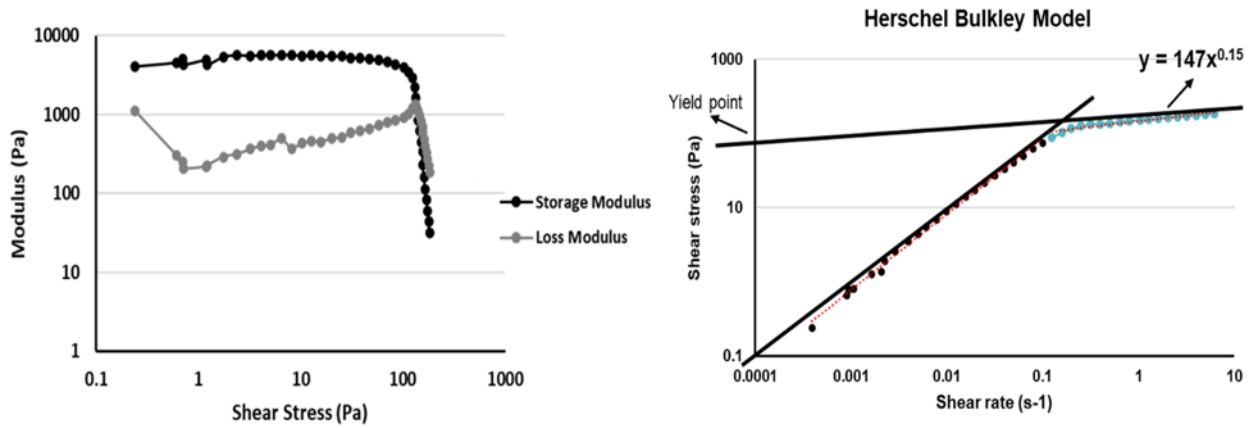 10000
1000
100
10
1
0.1
1
10
100
1000
Modulus (Pa)
Shear Stress (Pa)
Storage Modulus
Loss Modulus
Herschel Bulkley Model
y = 147x^0.15
1000
Yield point
10
0.1
0.0001
0.001
0.01
0.1
1
10
Shear stress (Pa)
Shear rate (s-1)